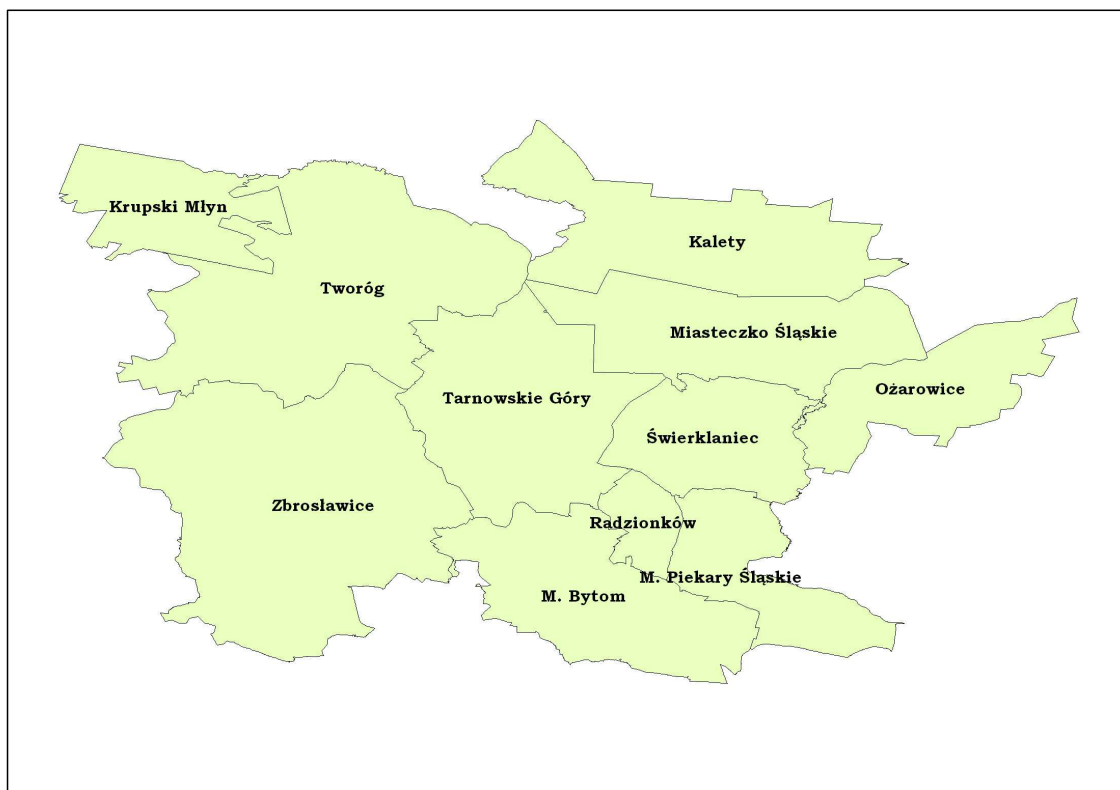 Krupski Młyn
Kalety
Tworóg
Miasteczko Śląskie
Ożarowice
Tarnowskie Góry
Świerklaniec
Zbrosławice
Radzionków
M. Piekary Śląskie
M. Bytom